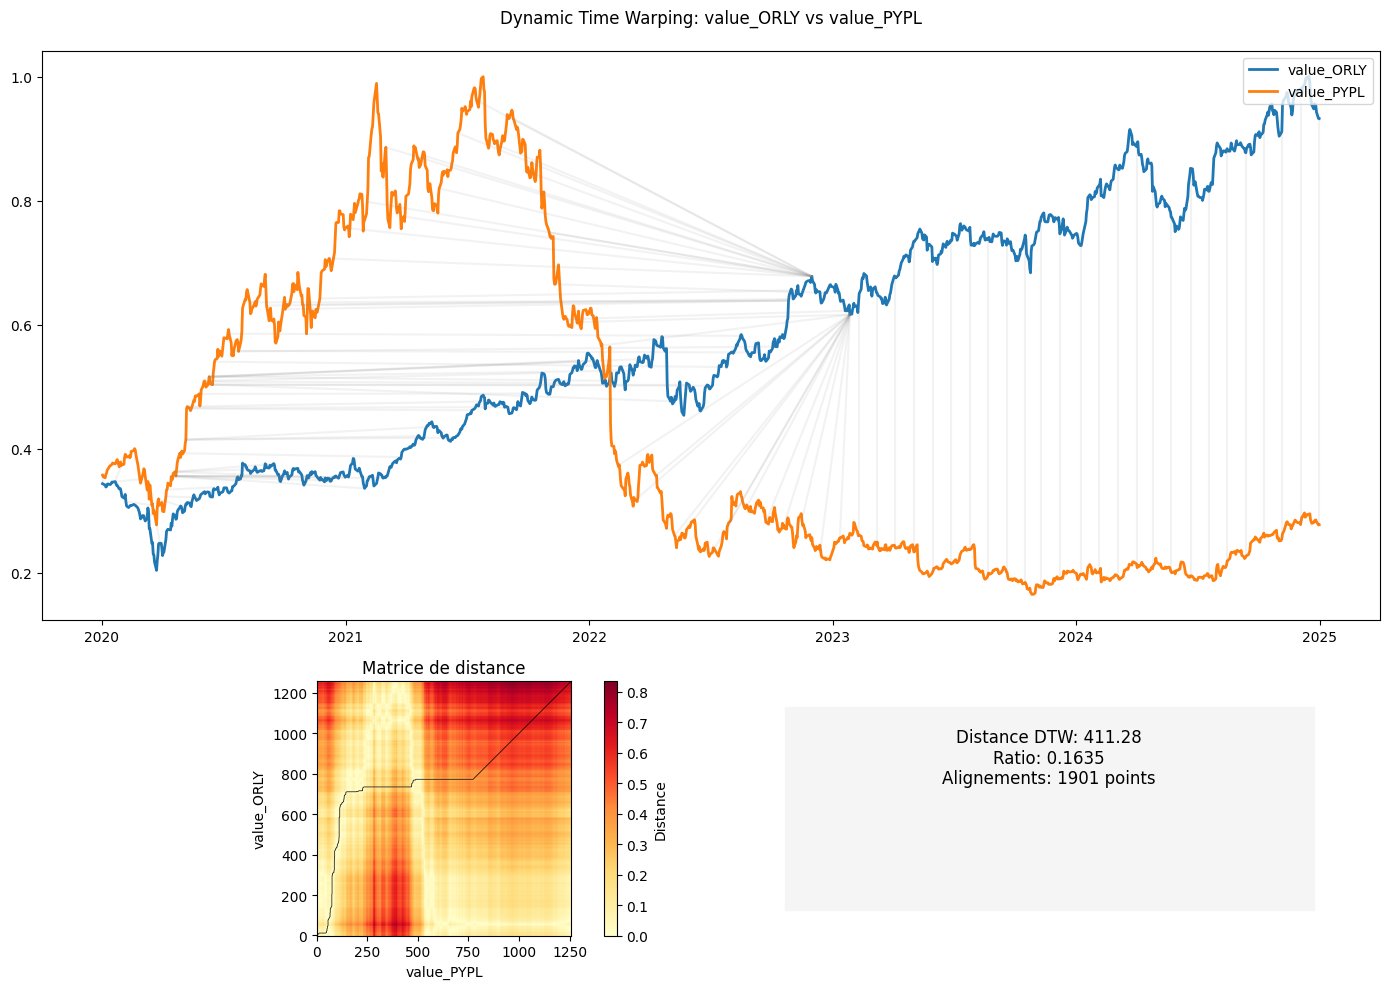 Dynamic Time Warping: value_ORLY vs value_PYPL
value_ORLY
value_PYPL
1.0
0.8
0.6
0.4
0.2
2020 2021 2022 2023 2024 2025
Matrice de distance
1200
1000
800
600
400
200
0
value_ORLY
0 250 500 750 1000 1250
value_PYPL
0.8
0.7
0.6
0.5
0.4
0.3
0.2
0.1
0.0
Distance
Distance DTW: 411.28
Ratio: 0.1635
Alignements: 1901 points